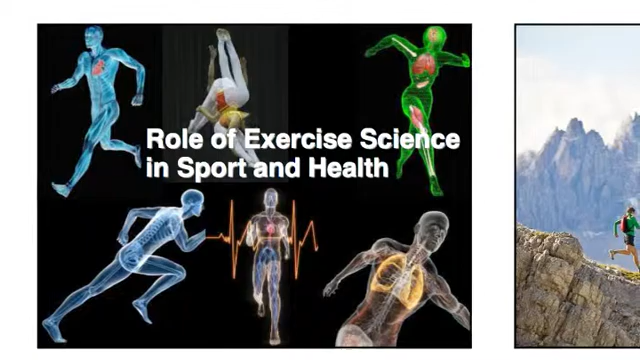 Role of Exercise Science
in Sport and Health